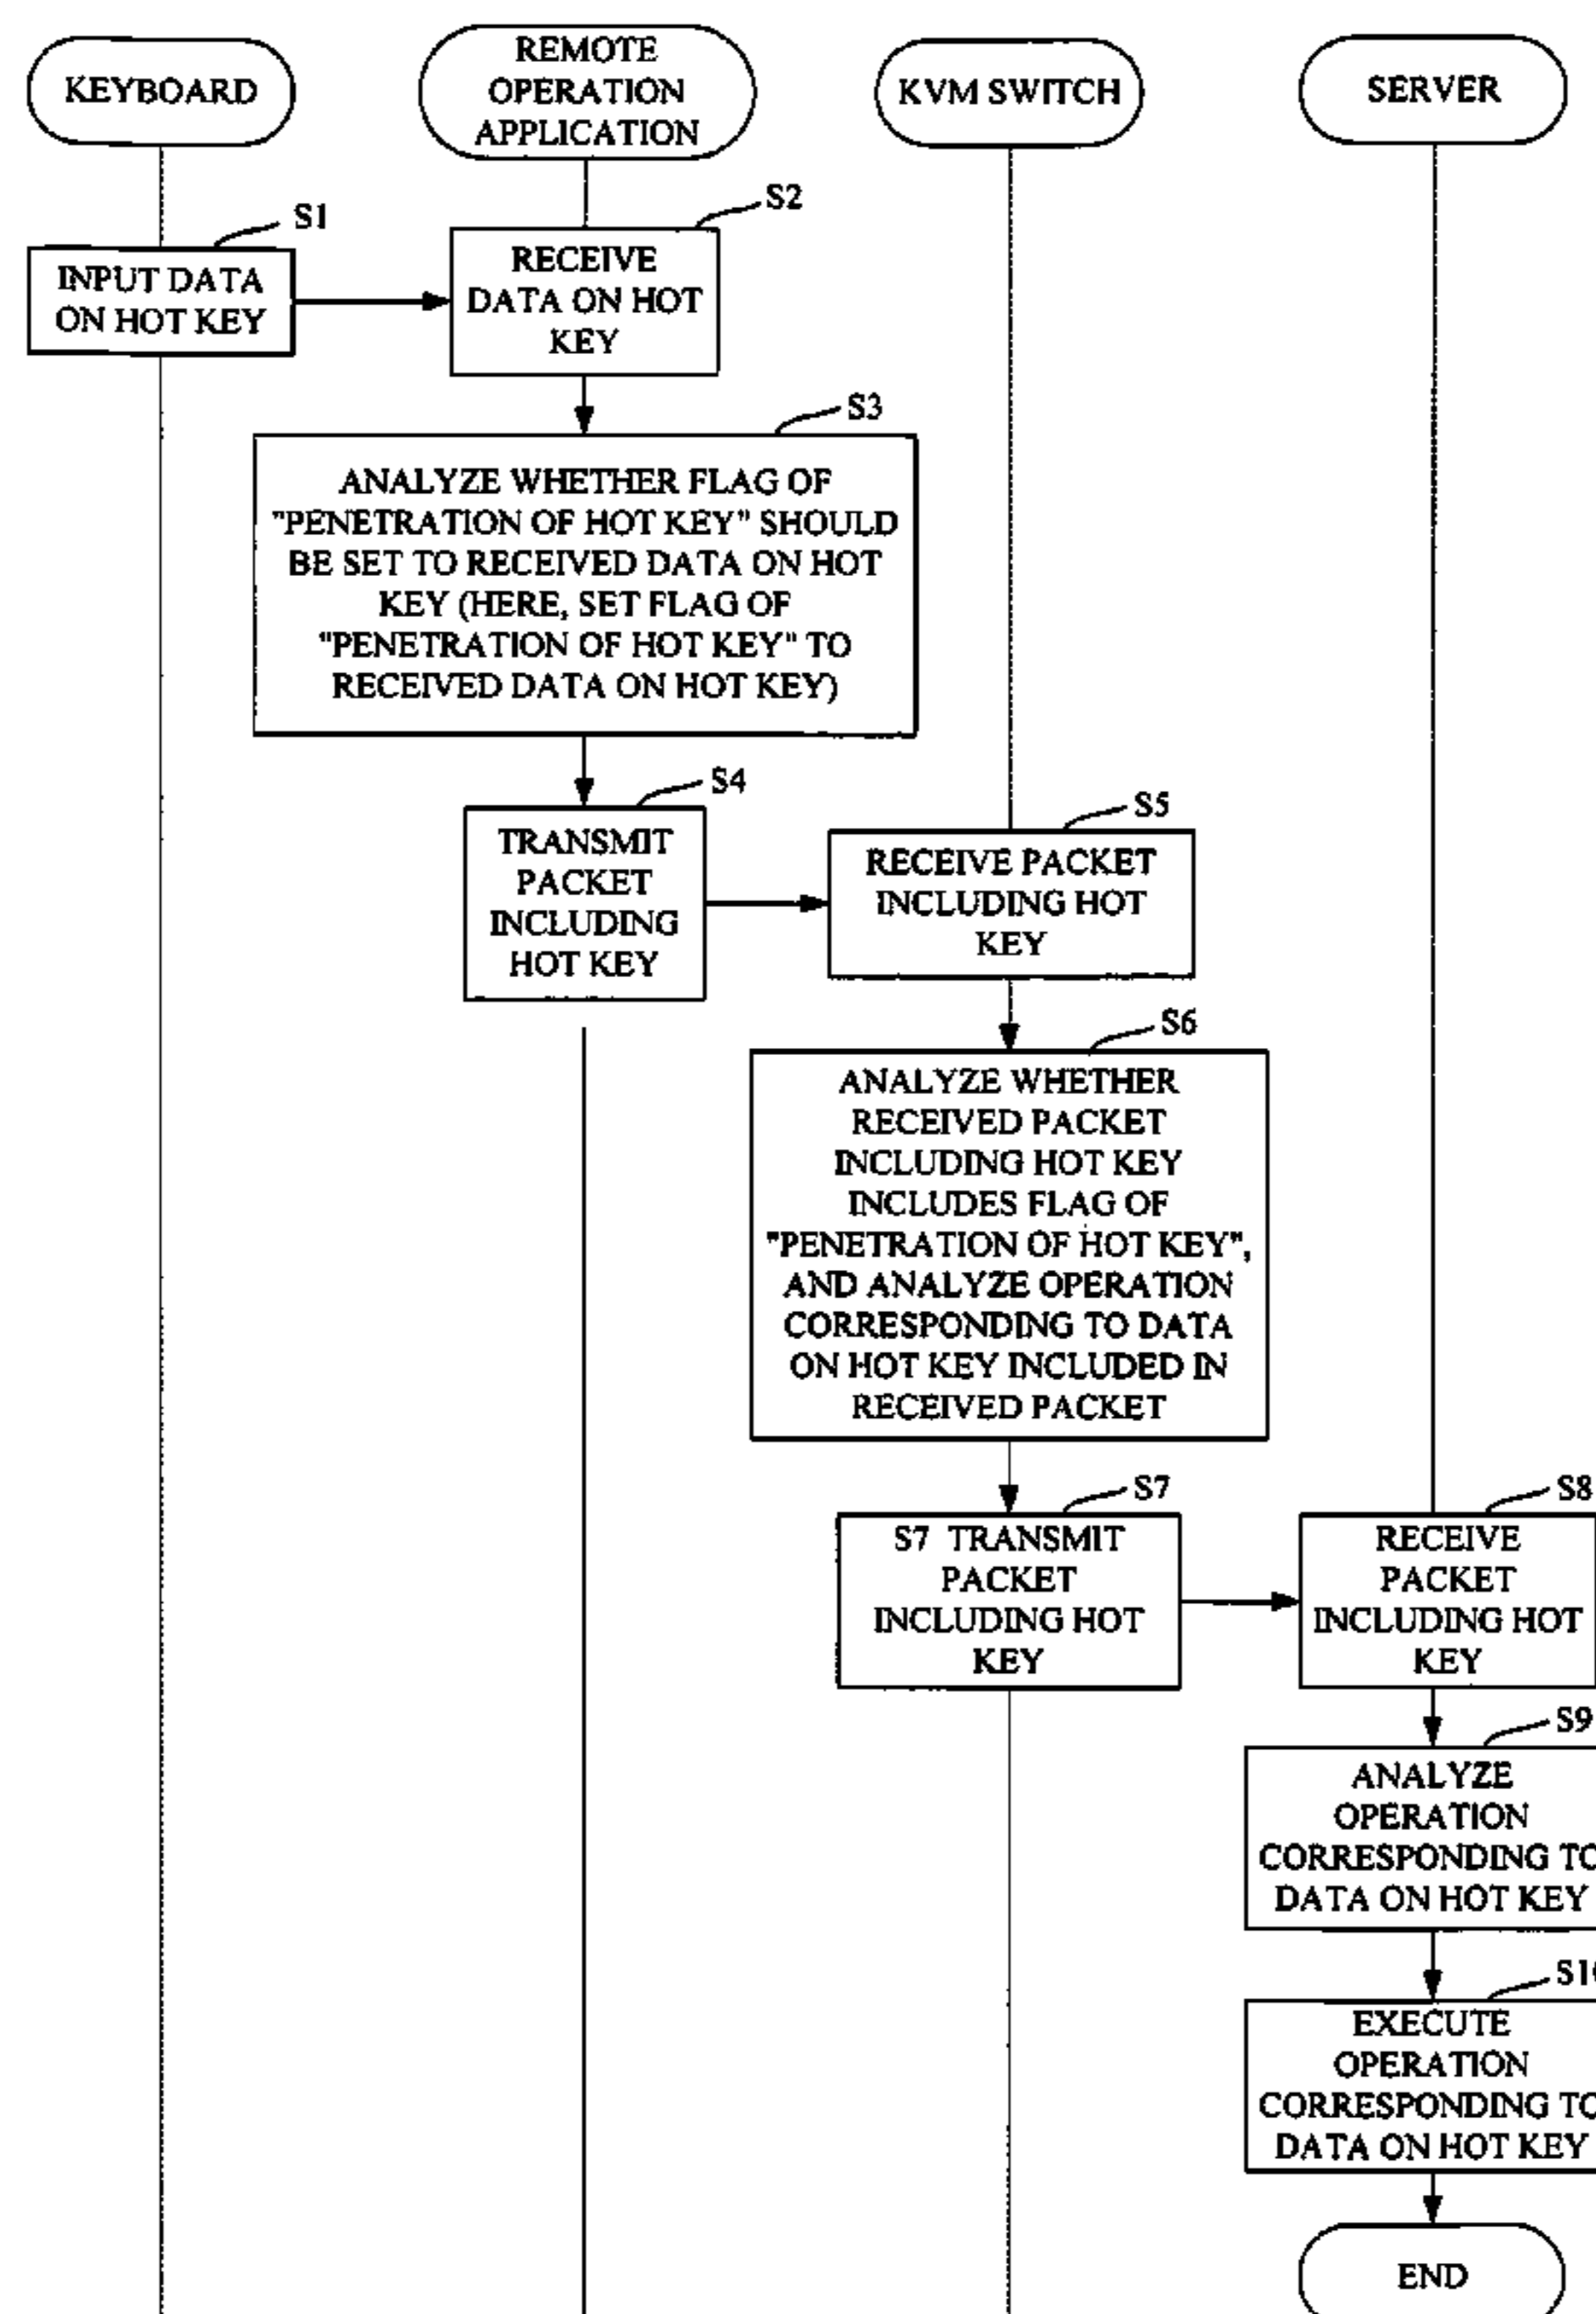 KEYBOARD
REMOTE
OPERATION
APPLICATION
KVM SWITCH
SERVER
S1
INPUT DATA
ON HOT KEY
S2
RECEIVE
DATA ON HOT
KEY
S3
ANALYZE WHETHER FLAG OF
"PENETRATION OF HOT KEY" SHOULD
BE SET TO RECEIVED DATA ON HOT
KEY (HERE, SET FLAG OF
"PENETRATION OF HOT KEY" TO
RECEIVED DATA ON HOT KEY)
S4
TRANSMIT
PACKET
INCLUDING
HOT KEY
S5
RECEIVE PACKET
INCLUDING HOT
KEY
S6
ANALYZE WHETHER
RECEIVED PACKET
INCLUDING HOT KEY
INCLUDES FLAG OF
"PENETRATION OF HOT KEY",
AND ANALYZE OPERATION
CORRESPONDING TO DATA
ON HOT KEY INCLUDED IN
RECEIVED PACKET
S7
S7 TRANSMIT
PACKET
INCLUDING HOT
KEY
S8
RECEIVE
PACKET
INCLUDING HOT
KEY
S9
ANALYZE
OPERATION
CORRESPONDING TO
DATA ON HOT KEY
S10
EXECUTE
OPERATION
CORRESPONDING TO
DATA ON HOT KEY
END